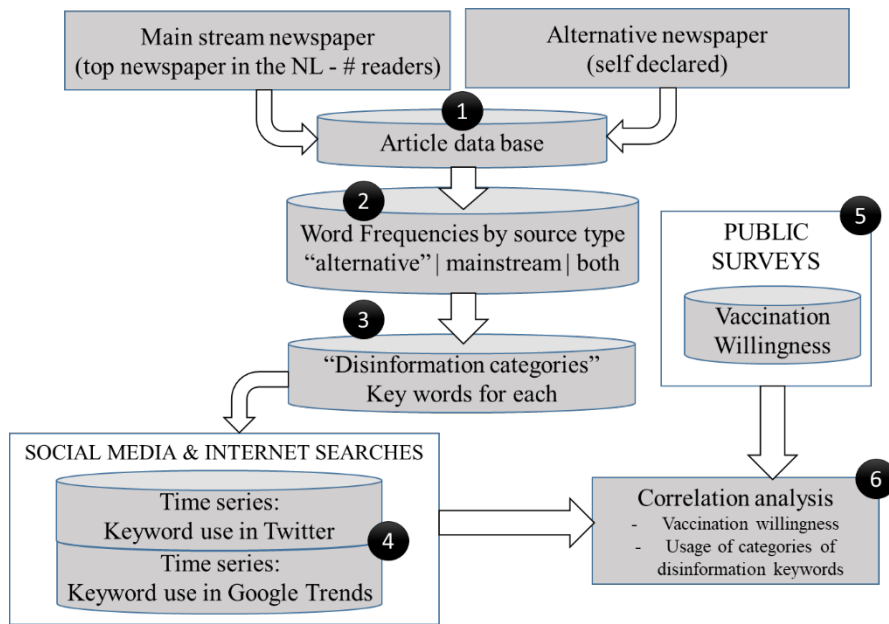 Main stream newspaper
(top newspaper in the NL - # readers)
Alternative newspaper
(self declared)
1
Article data base
2
Word Frequencies by source type
“alternative” | mainstream | both
3
“Disinformation categories”
Key words for each
5
PUBLIC
SURVEYS
Vaccination
Willingness
SOCIAL MEDIA & INTERNET SEARCHES
Time series:
Keyword use in Twitter
4
Time series:
Keyword use in Google Trends
6
Correlation analysis
- Vaccination willingness
- Usage of categories of
disinformation keywords